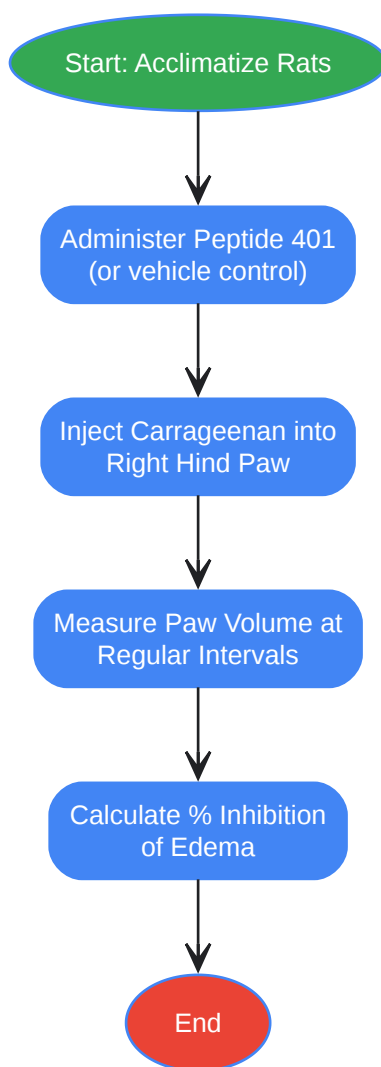 Start: Acclimatize Rats
Administer Peptide 401
(or vehicle control)
Inject Carrageenan into
Right Hind Paw
Measure Paw Volume at
Regular Intervals
Calculate % Inhibition
of Edema
End